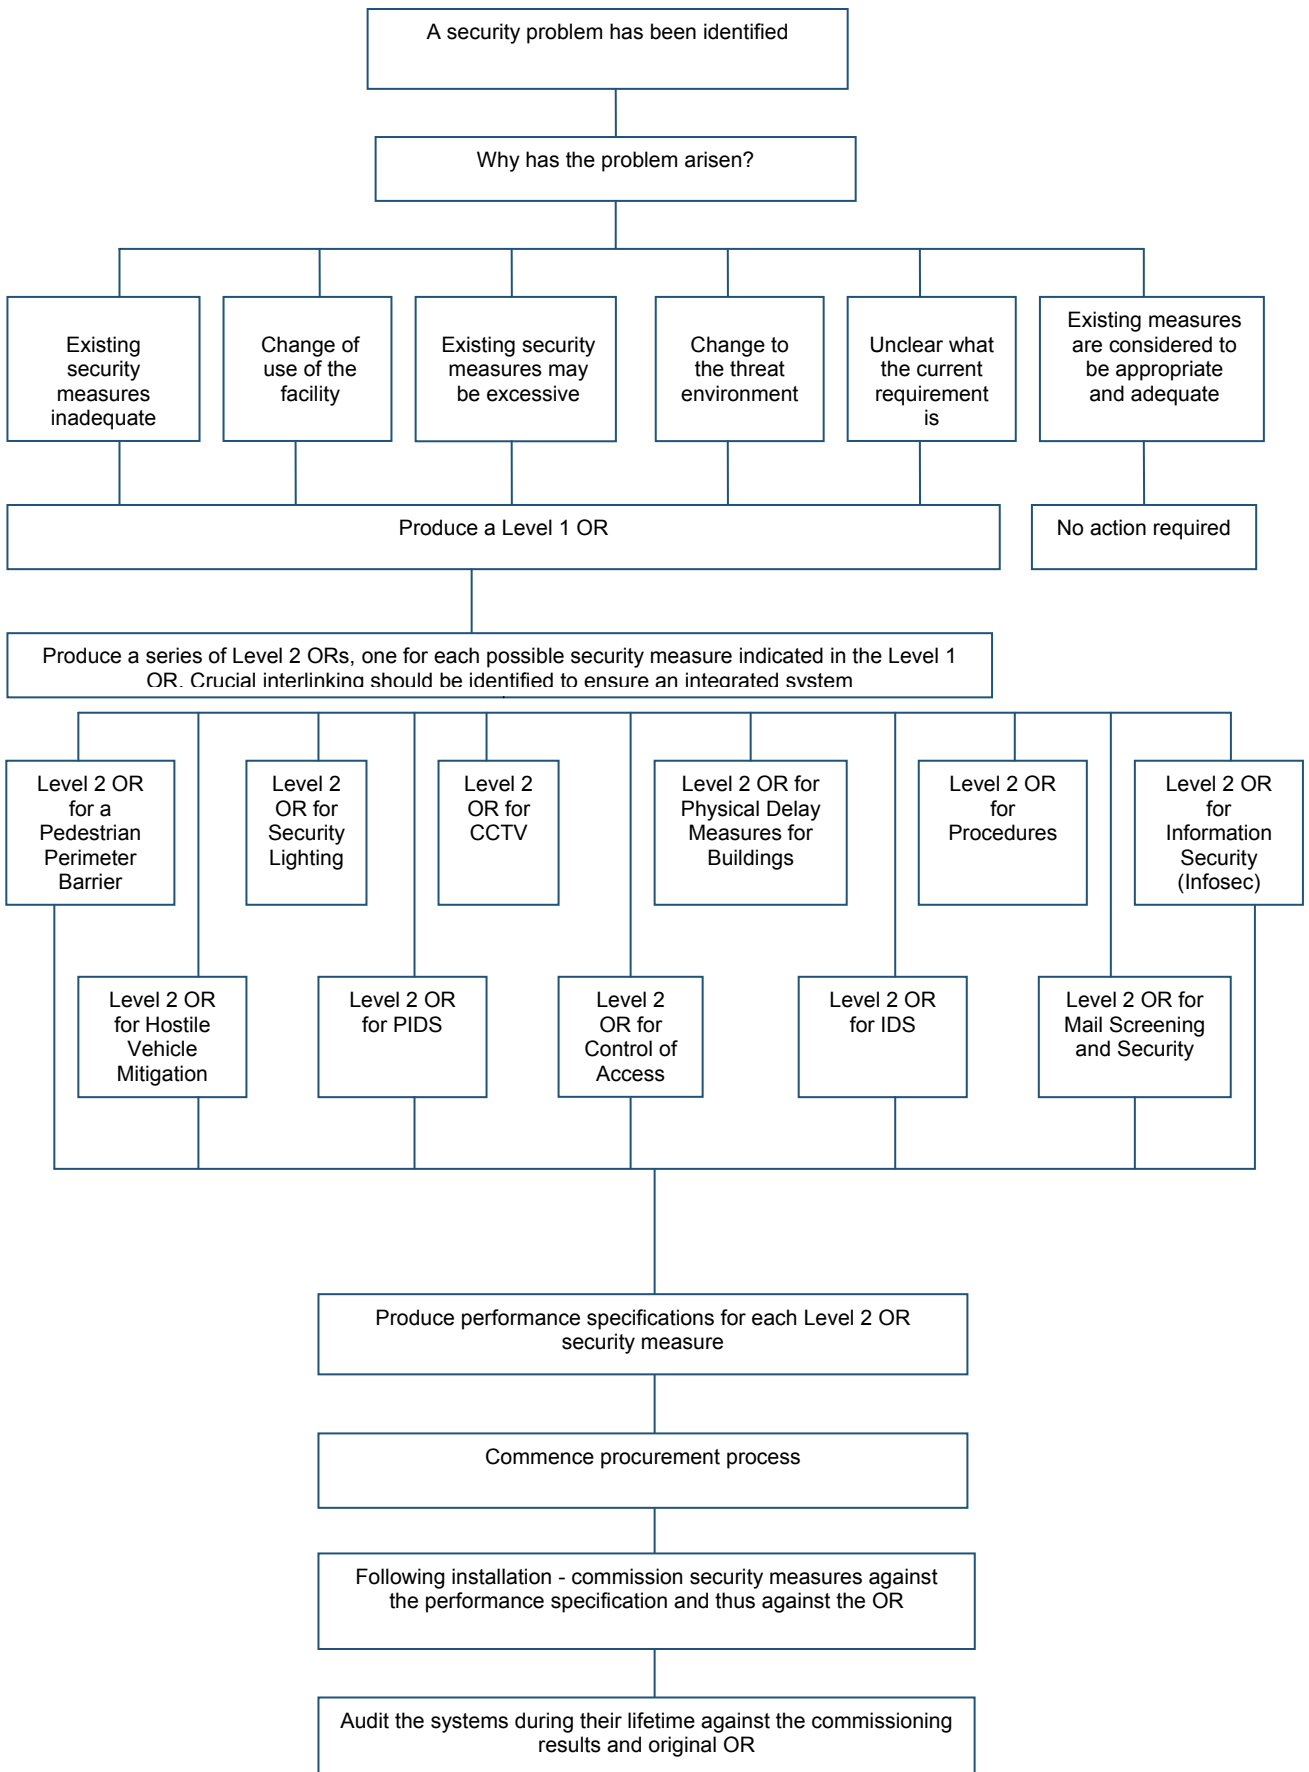 A security problem has been identified
Why has the problem arisen?
Existing
security
measures
inadequate
Change of
use of the
facility
Existing security
measures may
be excessive
Change to
the threat
environment
Unclear what
the current
requirement
is
Existing measures
are considered to
be appropriate
and adequate
Produce a Level 1 OR
No action required
Produce a series of Level 2 ORs, one for each possible security measure indicated in the Level 1
OR. Crucial interlinking should be identified to ensure an integrated system
Level 2 OR
for a
Pedestrian
Perimeter
Barrier
Level 2
OR for
Security
Lighting
Level 2
OR for
CCTV
Level 2 OR for
Physical Delay
Measures for
Buildings
Level 2 OR
for
Procedures
Level 2 OR
for
Information
Security
(Infosec)
Level 2 OR
for Hostile
Vehicle
Mitigation
Level 2 OR
for PIDS
Level 2
OR for
Control of
Access
Level 2 OR
for IDS
Level 2 OR for
Mail Screening
and Security
Produce performance specifications for each Level 2 OR
security measure
Commence procurement process
Following installation - commission security measures against
the performance specification and thus against the OR
Audit the systems during their lifetime against the commissioning
results and original OR